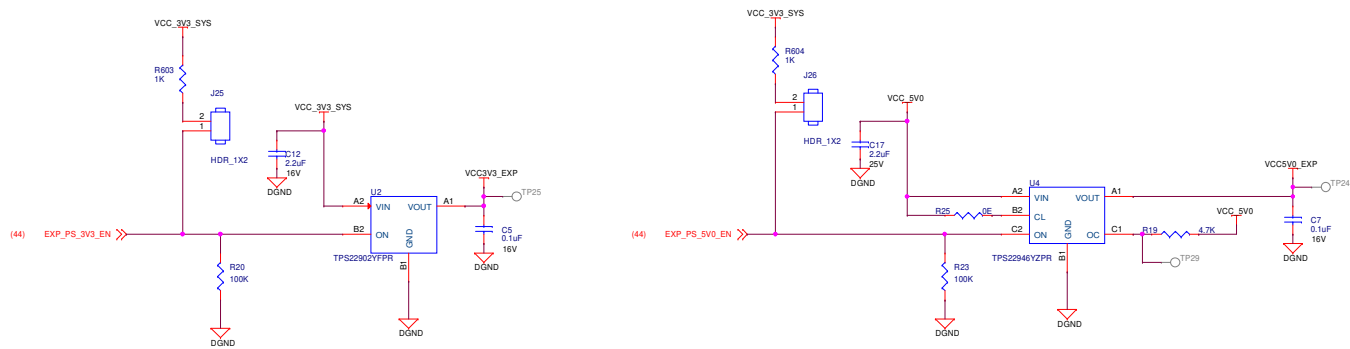 VCC_3V3_SYS
R603
1K
J25
2
1
HDR_1X2
VCC_3V3_SYS
C12
2.2uF
16V
DGND
U2
A2
VIN
VOUT
A1
B2
ON
GND
B1
TPS22902YFPR
VCC3V3_EXP
TP25
C5
0.1uF
16V
DGND
(44)
EXP_PS_3V3_EN
R20
100K
DGND
DGND
VCC_3V3_SYS
R604
1K
J26
2
1
HDR_1X2
VCC_5V0
C17
2.2uF
25V
DGND
U4
A2
VIN
VOUT
A1
R25
0E
B2
CL
C2
ON
OC
C1
GND
B1
TPS22946YZPR
VCC5V0_EXP
TP24
VCC_5V0
R19
4.7K
TP29
C7
0.1uF
16V
DGND
(44)
EXP_PS_5V0_EN
R23
100K
DGND
DGND